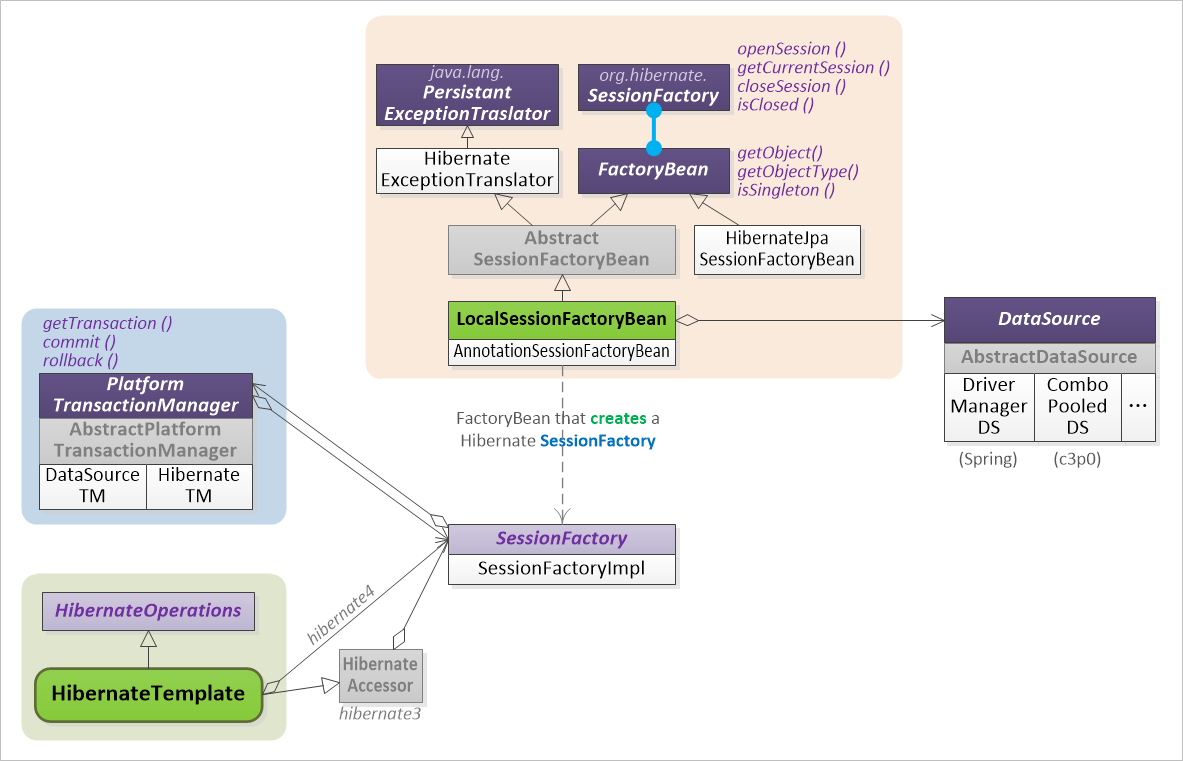 java.lang.
Persistant
ExceptionTraslator
org.hibernate.
SessionFactory
openSession ()
getCurrentSession ()
closeSession ()
isClosed ()
Hibernate
ExceptionTranslator
FactoryBean
getObject()
getObjectType()
isSingleton ()
Abstract
SessionFactoryBean
HibernateJpa
SessionFactoryBean
LocalSessionFactoryBean
AnnotationSessionFactoryBean
DataSource
AbstractDataSource
Driver
Manager
DS
Combo
Pooled
DS
...
(Spring)
(c3p0)
getTransaction ()
commit ()
rollback ()
Platform
TransactionManager
AbstractPlatform
TransactionManager
DataSource
TM
Hibernate
TM
FactoryBean that creates a
Hibernate SessionFactory
SessionFactory
SessionFactoryImpl
HibernateOperations
HibernateTemplate
hibernate4
Hibernate
Accessor
hibernate3